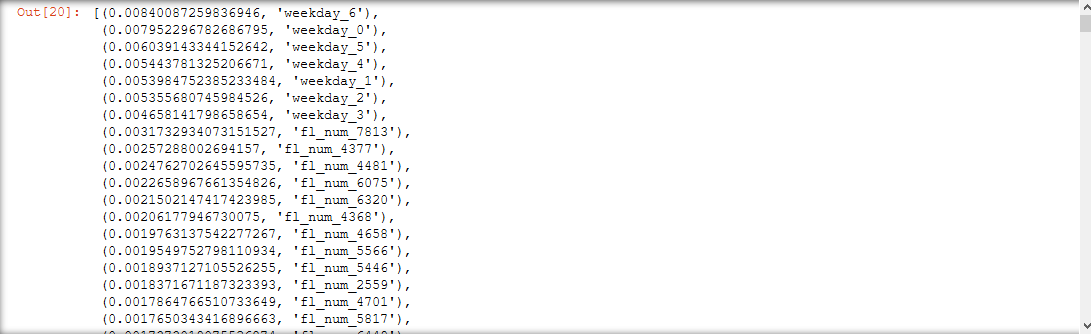 Out[20]: [(0.00840087259836946, 'weekday_6'),
(0.007952296782686795, 'weekday_0'),
(0.006039143344152642, 'weekday_5'),
(0.005443781325206671, 'weekday_4'),
(0.0053984752385233484, 'weekday_1'),
(0.005355680745984526, 'weekday_2'),
(0.004658141798658654, 'weekday_3'),
(0.0031732934073151527, 'fl_num_7813'),
(0.00257288002694157, 'fl_num_4377'),
(0.0024762702645595735, 'fl_num_4481'),
(0.0022658967661354826, 'fl_num_6075'),
(0.0021502147417423985, 'fl_num_6320'),
(0.00206177946730075, 'fl_num_4368'),
(0.0019763137542277267, 'fl_num_4658'),
(0.0019549752798110934, 'fl_num_5566'),
(0.0018937127105526255, 'fl_num_5446'),
(0.0018371671187323393, 'fl_num_2559'),
(0.0017864766510733649, 'fl_num_4701'),
(0.0017650343416896663, 'fl_num_5817'),